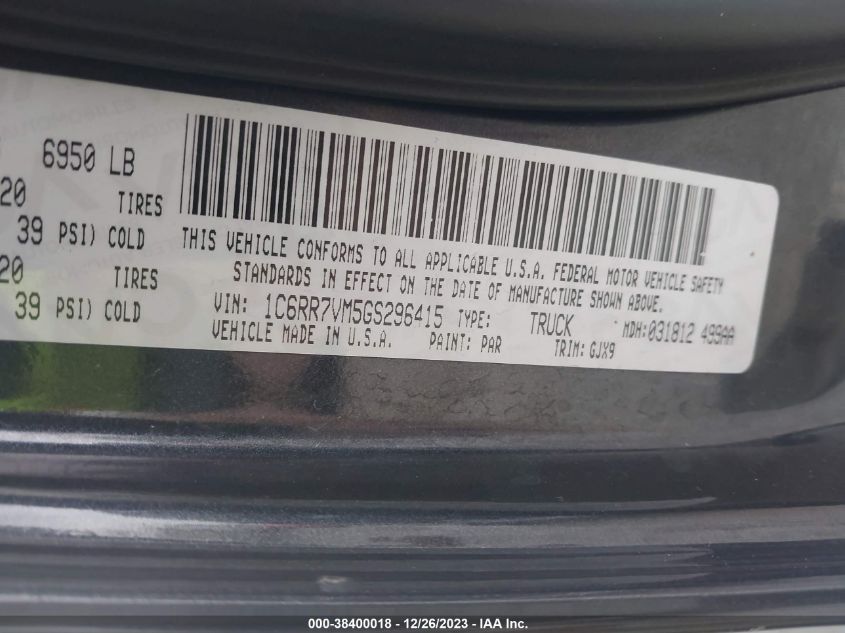 6950 LB
20 TIRES
39 PSI) COLD
20 TIRES
39 PSI) COLD
THIS VEHICLE CONFORMS TO ALL APPLICABLE U.S.A. FEDERAL MOTOR VEHICLE SAFETY
STANDARDS IN EFFECT ON THE DATE OF MANUFACTURE SHOWN ABOVE.
VIN: 1C6RR7VM5GS296415 TYPE: TRUCK MDH:031812 499AA
VEHICLE MADE IN U.S.A. PAINT: PAR TRIM: GJX9
000-38400018 - 12/26/2023 - IAA Inc.